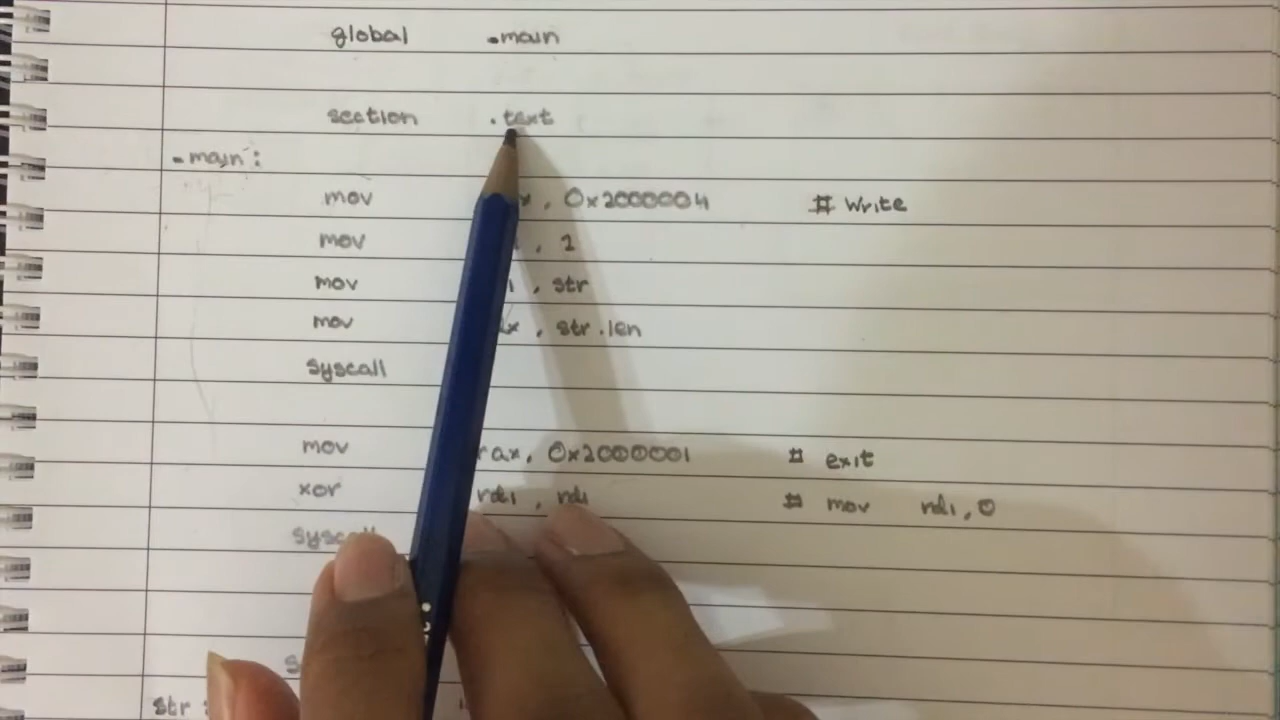 global .main
section .text
.main:
mov , 0x2000004 # write
mov , 1
mov , str
mov , str.len
syscall
mov rax, 0x2000001 # exit
xor rdi, rdi # mov rdi, 0
syscall
str :